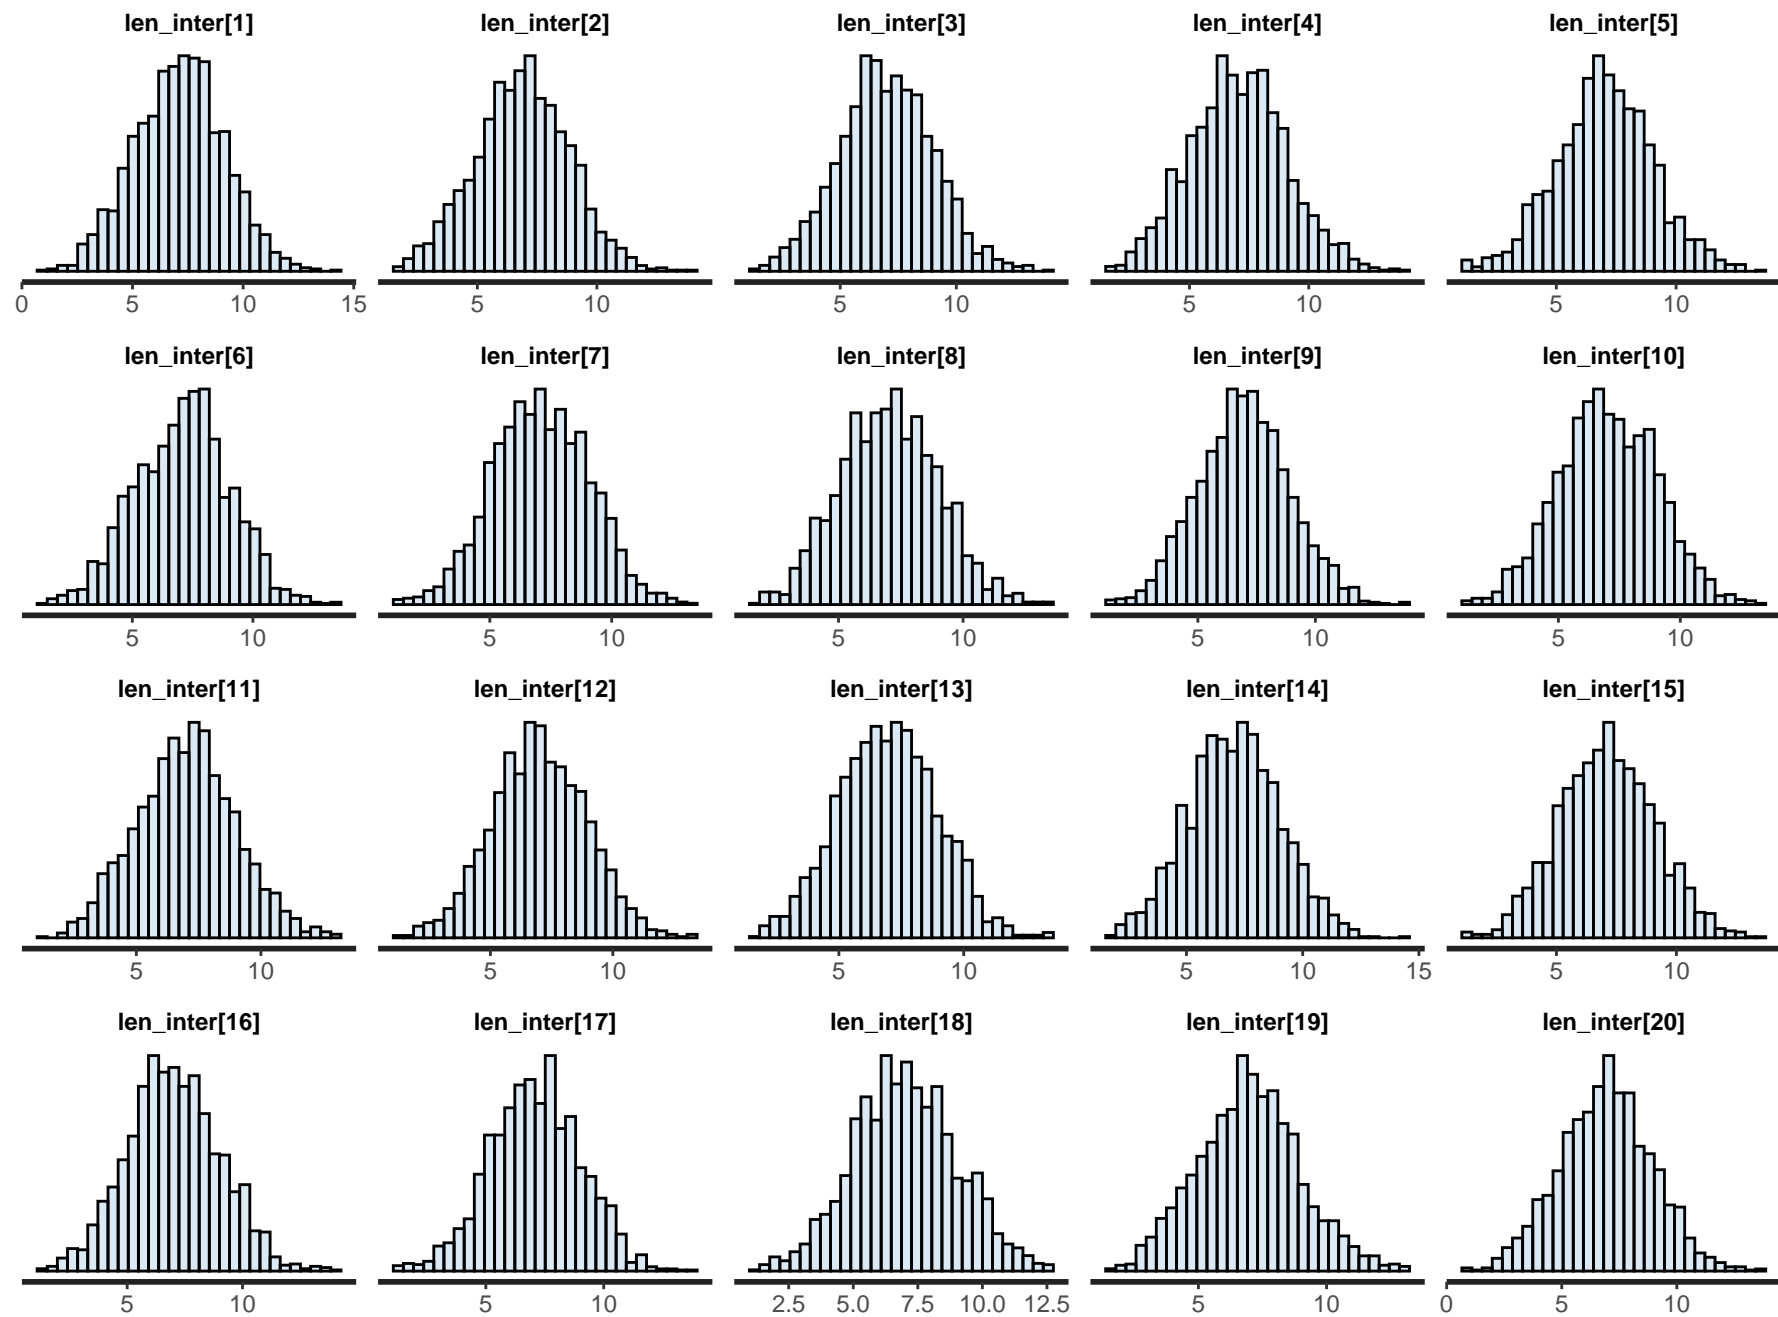 len_inter[1] len_inter[2] len_inter[3] len_inter[4] len_inter[5]
0 5 10 15 5 10 5 10 5 10 5 10
len_inter[6] len_inter[7] len_inter[8] len_inter[9] len_inter[10]
5 10 5 10 5 10 5 10 5 10
len_inter[11] len_inter[12] len_inter[13] len_inter[14] len_inter[15]
5 10 5 10 5 10 5 10 15 5 10
len_inter[16] len_inter[17] len_inter[18] len_inter[19] len_inter[20]
5 10 5 10 2.5 5.0 7.5 10.0 12.5 5 10 0 5 10